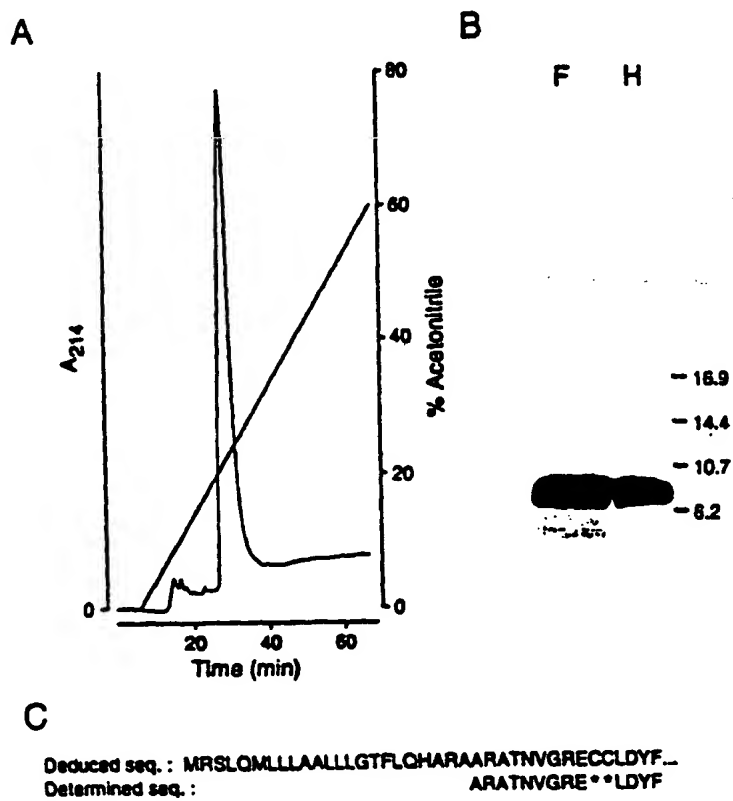 A
B
F H
80
60
40
20
0
A214
% Acetonitrile
0
20 40 60
Time (min)
16.9
14.4
10.7
6.2
C
Deduced seq. : MRSLQMLLLAALLLGTFLQHARAARATNVGRECCLDYF...
Determined seq. : ARATNVGRE**LDYF